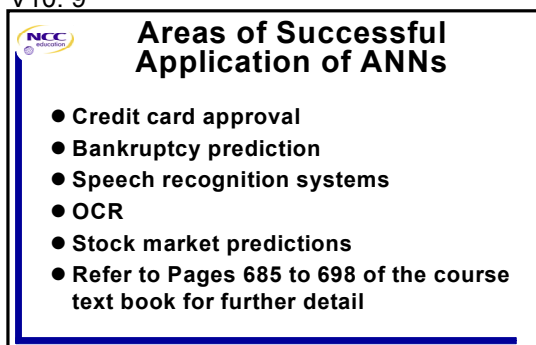 V10. 9
NCC
education
Areas of Successful
Application of ANNs
● Credit card approval
● Bankruptcy prediction
● Speech recognition systems
● OCR
● Stock market predictions
● Refer to Pages 685 to 698 of the course
text book for further detail